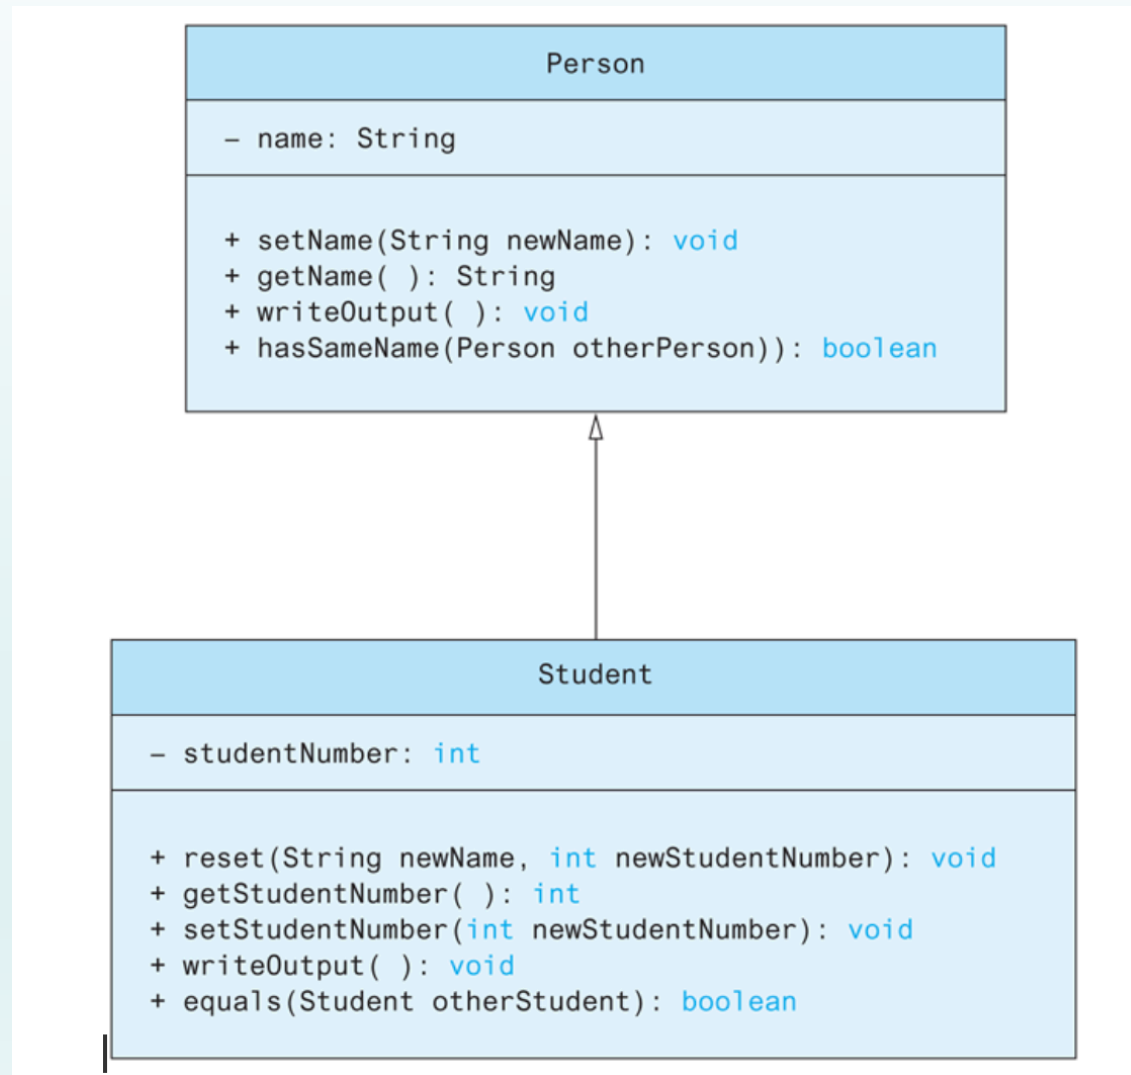 Person
– name: String
+ setName(String newName): void
+ getName( ): String
+ writeOutput( ): void
+ hasSameName(Person otherPerson)): boolean
Student
– studentNumber: int
+ reset(String newName, int newStudentNumber): void
+ getStudentNumber( ): int
+ setStudentNumber(int newStudentNumber): void
+ writeOutput( ): void
+ equals(Student otherStudent): boolean